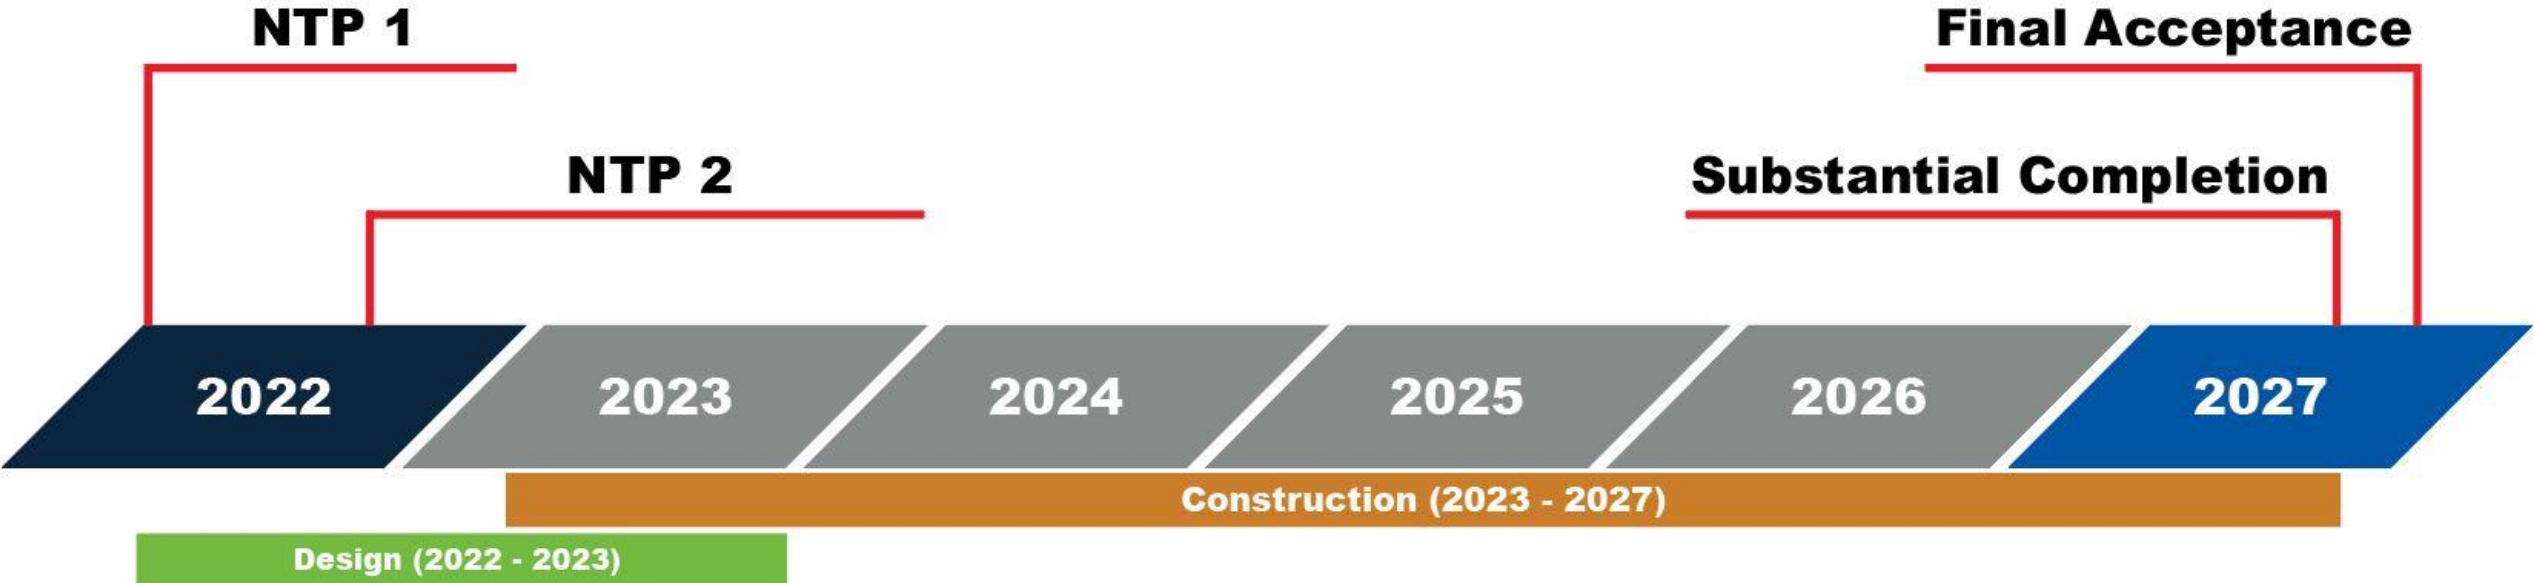 NTP 1
Final Acceptance
NTP 2
Substantial Completion
2022
2023
2024
2025
2026
2027
Construction (2023 - 2027)
Design (2022 - 2023)